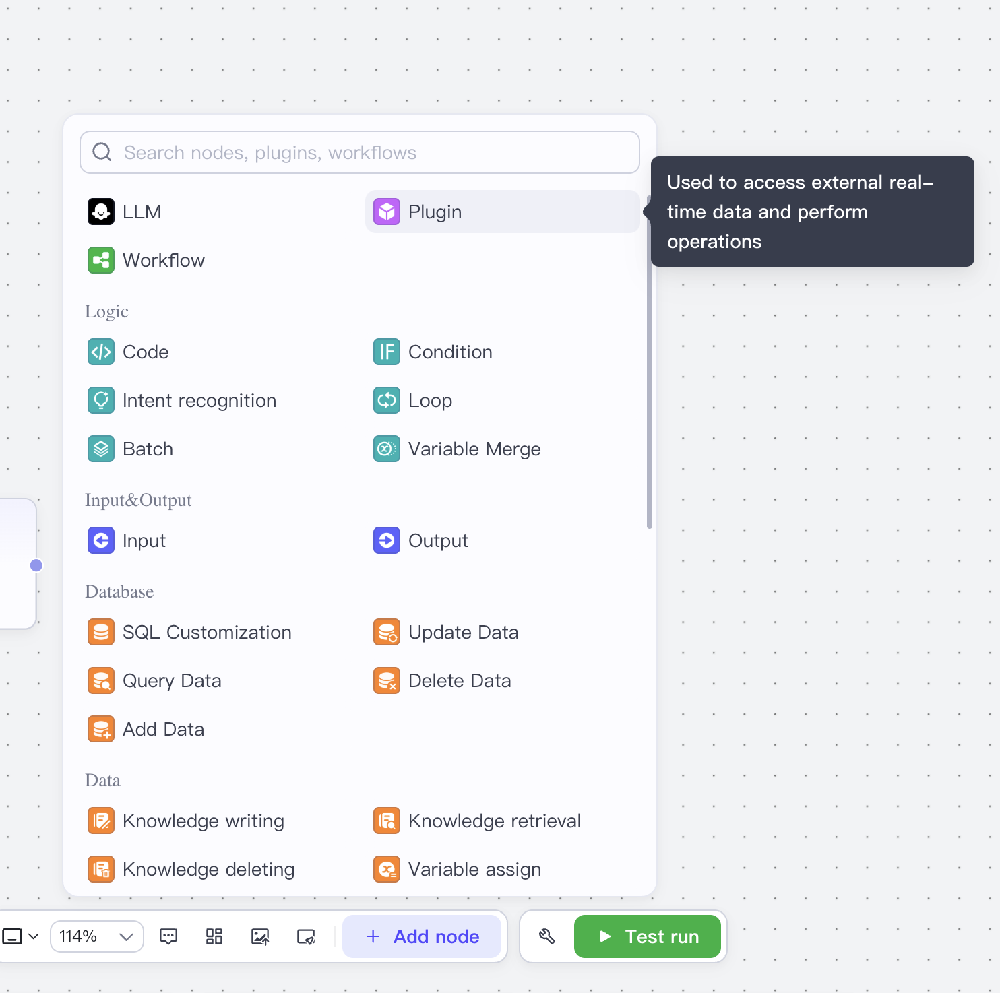 Search nodes, plugins, workflows
LLM
Plugin
Used to access external real-
time data and perform
operations
Workflow
Logic
Code
IF
Condition
Intent recognition
Loop
Batch
Variable Merge
Input&Output
Input
Output
Database
SQL Customization
Update Data
Query Data
Delete Data
Add Data
Data
Knowledge writing
Knowledge retrieval
Knowledge deleting
Variable assign
114%
+ Add node
Test run